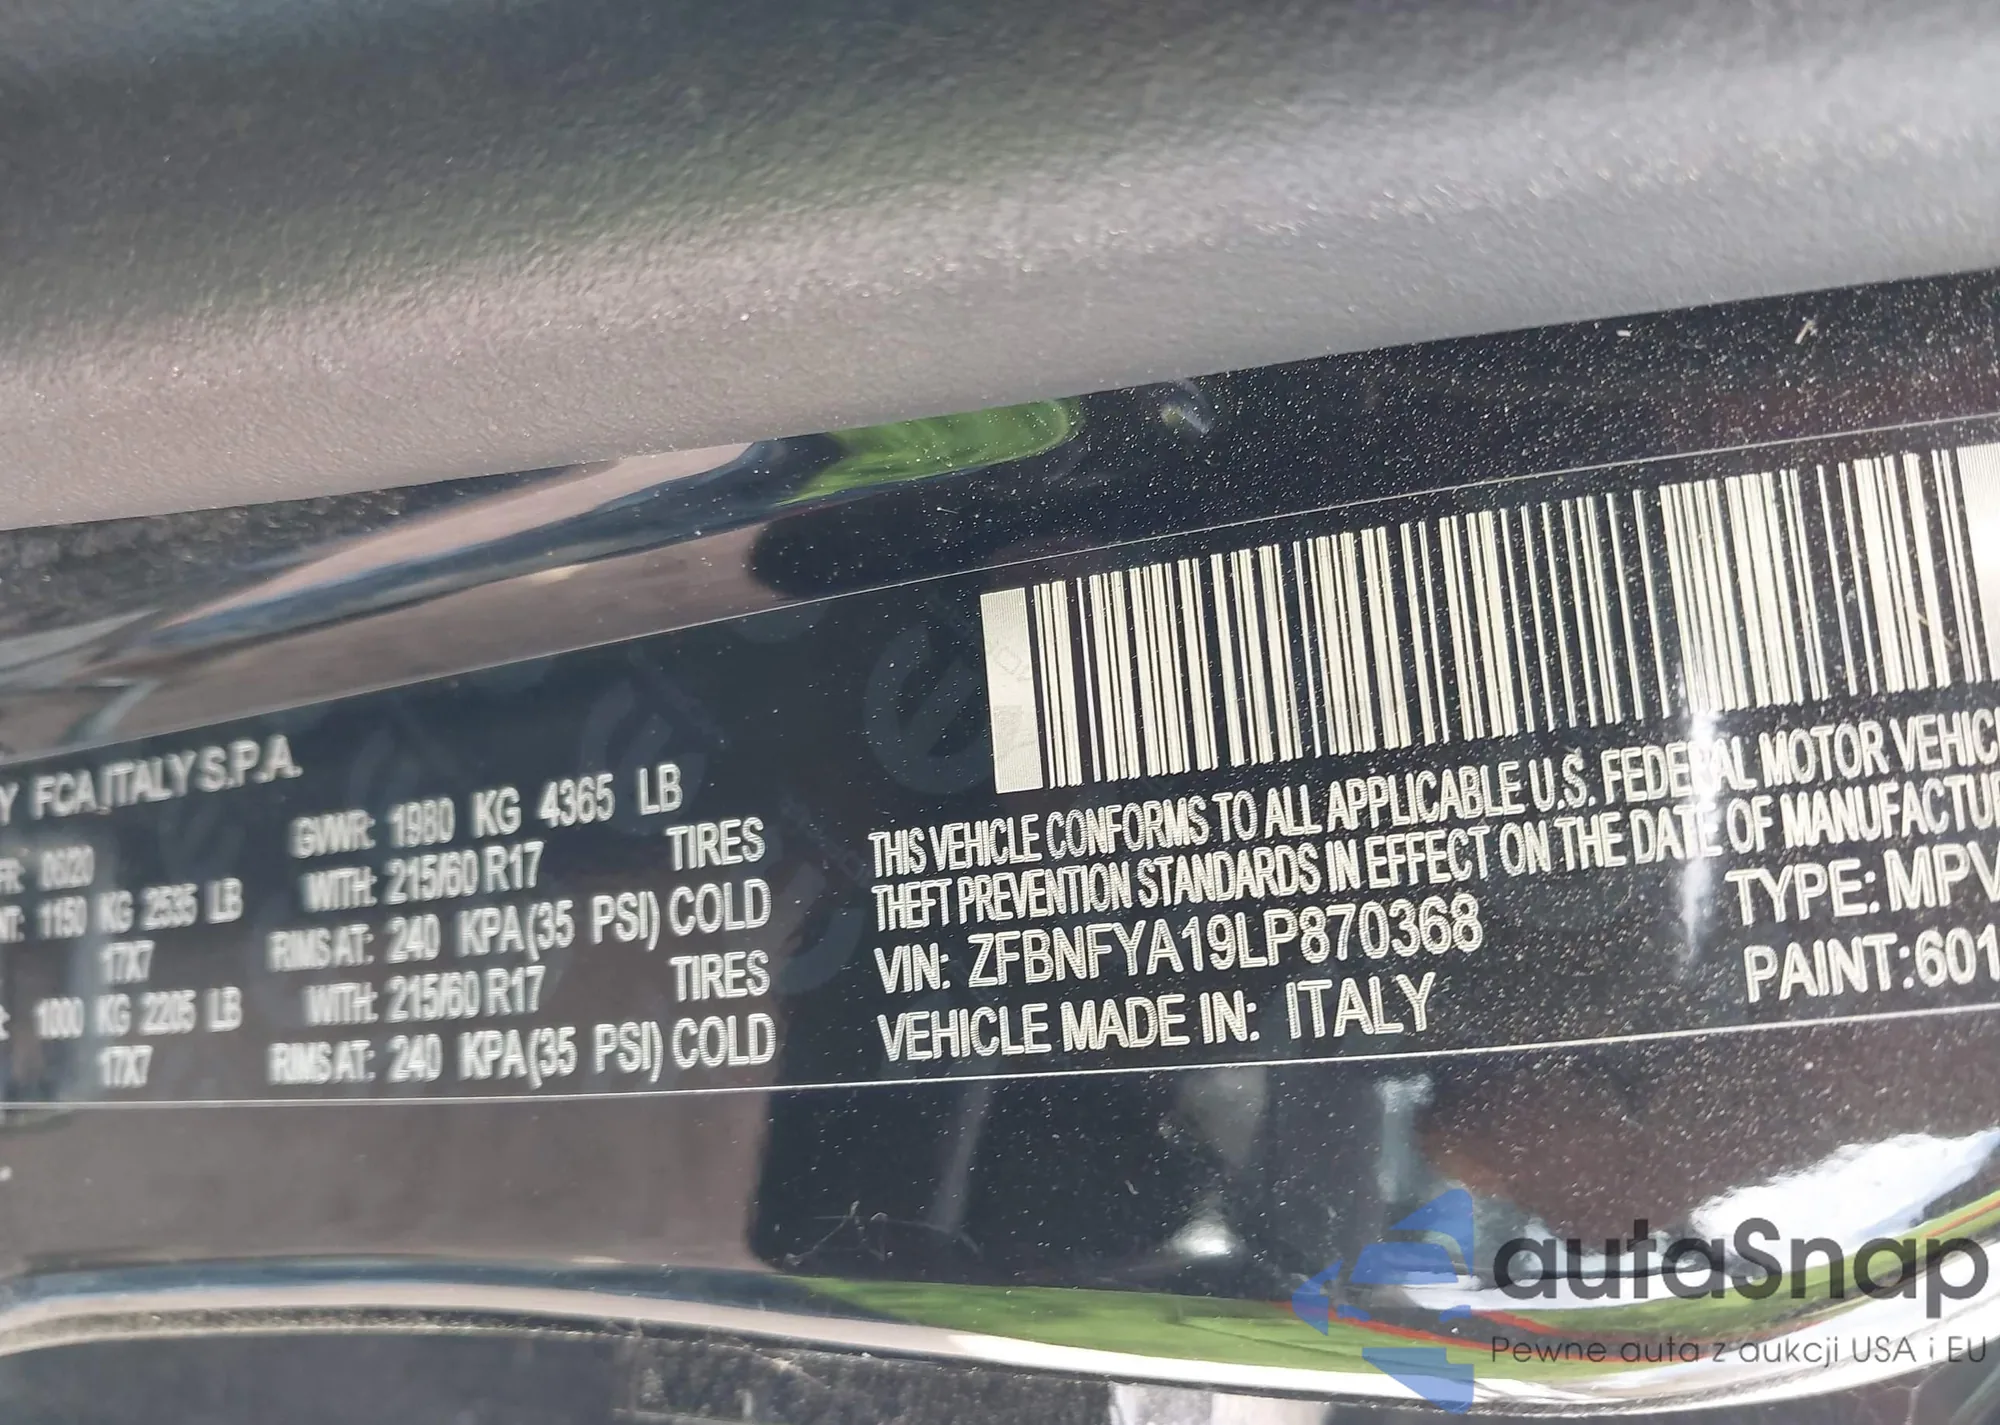 Y FCA ITALY S.P.A.
FR: 06/20
GVWR: 1980 KG 4365 LB
NT: 1150 KG 2535 LB
WITH: 215/60 R17 TIRES
17X7
RIMS AT: 240 KPA(35 PSI) COLD
1000 KG 2205 LB
WITH: 215/60 R17 TIRES
17X7
RIMS AT: 240 KPA(35 PSI) COLD
THIS VEHICLE CONFORMS TO ALL APPLICABLE U.S. FEDERAL MOTOR VEHIC
THEFT PREVENTION STANDARDS IN EFFECT ON THE DATE OF MANUFACTU
VIN: ZFBNFYA19LP870368
TYPE: MPV
VEHICLE MADE IN: ITALY
PAINT:601
autaSnap
Pewne auta z aukcji USA i EU